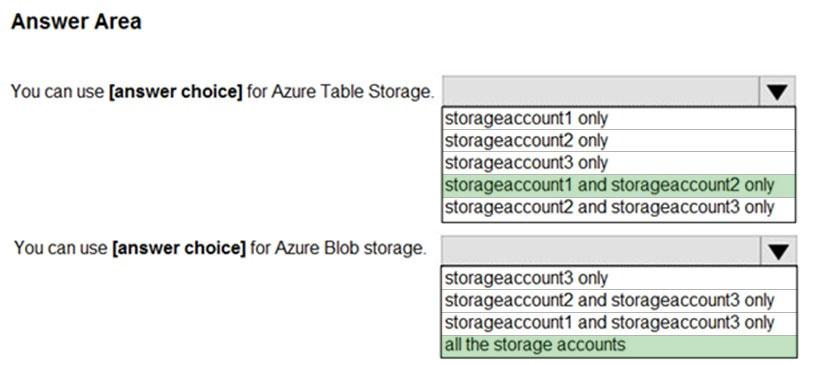 Answer Area
You can use [answer choice] for Azure Table Storage.
storageaccount1 only
storageaccount2 only
storageaccount3 only
storageaccount1 and storageaccount2 only
storageaccount2 and storageaccount3 only
You can use [answer choice] for Azure Blob storage.
storageaccount3 only
storageaccount2 and storageaccount3 only
storageaccount1 and storageaccount3 only
all the storage accounts